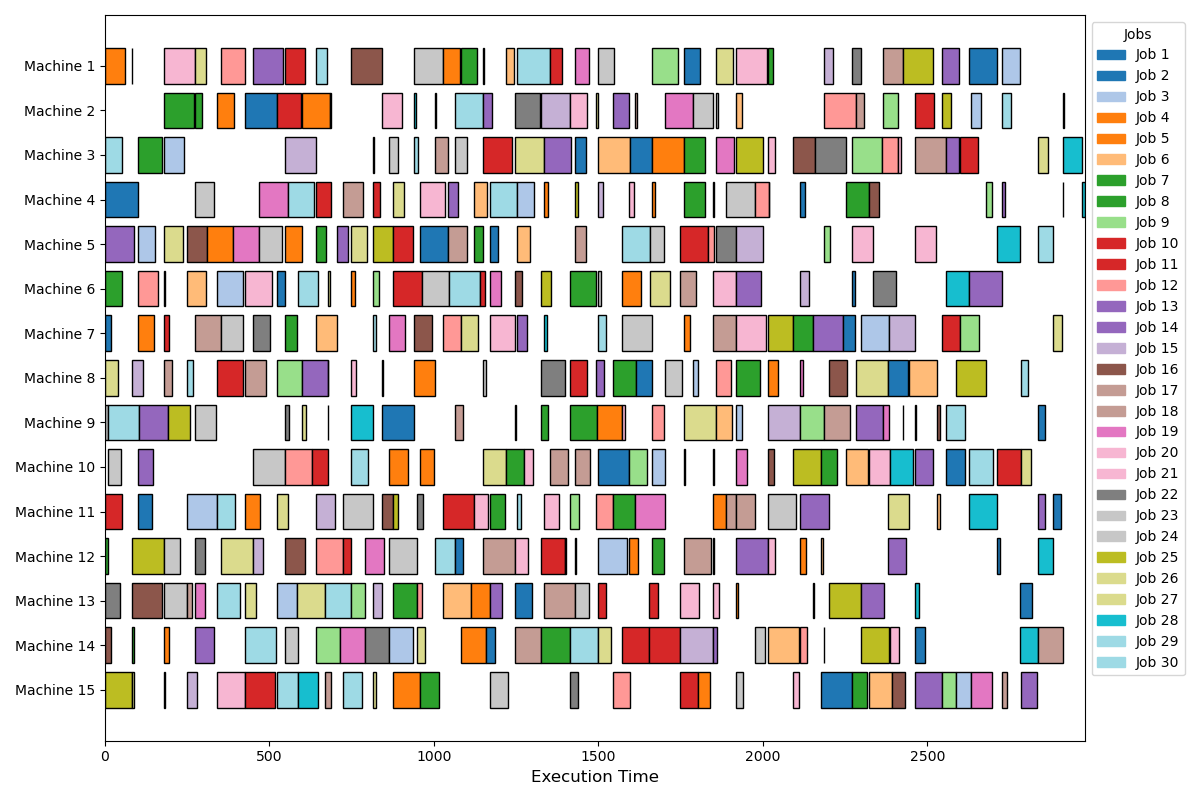 Machine 1
Machine 2
Machine 3
Machine 4
Machine 5
Machine 6
Machine 7
Machine 8
Machine 9
Machine 10
Machine 11
Machine 12
Machine 13
Machine 14
Machine 15
0 500 1000 1500 2000 2500
Execution Time
Jobs
Job 1
Job 2
Job 3
Job 4
Job 5
Job 6
Job 7
Job 8
Job 9
Job 10
Job 11
Job 12
Job 13
Job 14
Job 15
Job 16
Job 17
Job 18
Job 19
Job 20
Job 21
Job 22
Job 23
Job 24
Job 25
Job 26
Job 27
Job 28
Job 29
Job 30